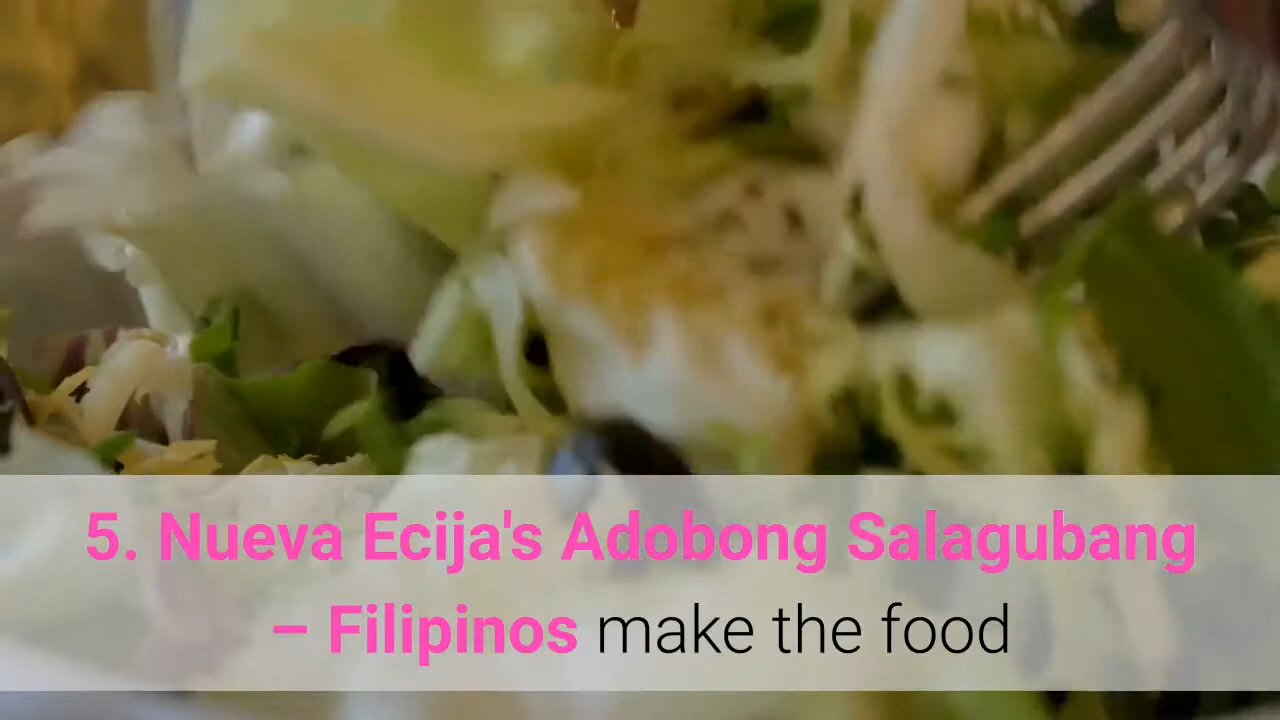 5. Nueva Ecija's Adobong Salagubang
– Filipinos make the food